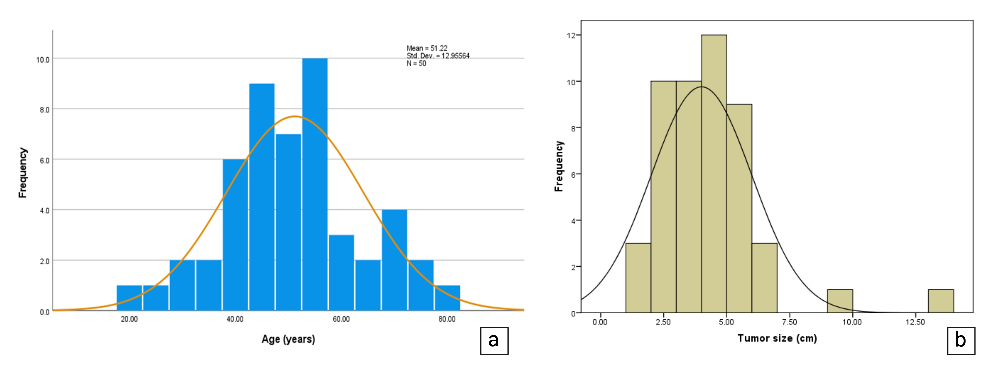 Mean = 51.22
Std. Dev. = 12.95564
N = 50
10.0
8.0
6.0
4.0
2.0
0.0
Frequency
20.00 40.00 60.00 80.00
Age (years)
a
12
10
8
6
4
2
0
Frequency
0.00 2.50 5.00 7.50 10.00 12.50
Tumor size (cm)
b